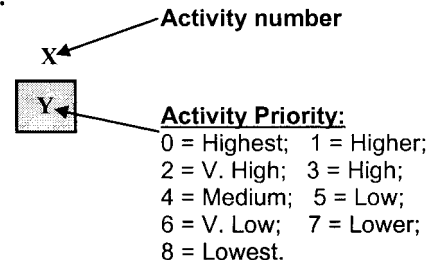 Activity number
X
Y
Activity Priority:
0 = Highest; 1 = Higher;
2 = V. High; 3 = High;
4 = Medium; 5 = Low;
6 = V. Low; 7 = Lower;
8 = Lowest.